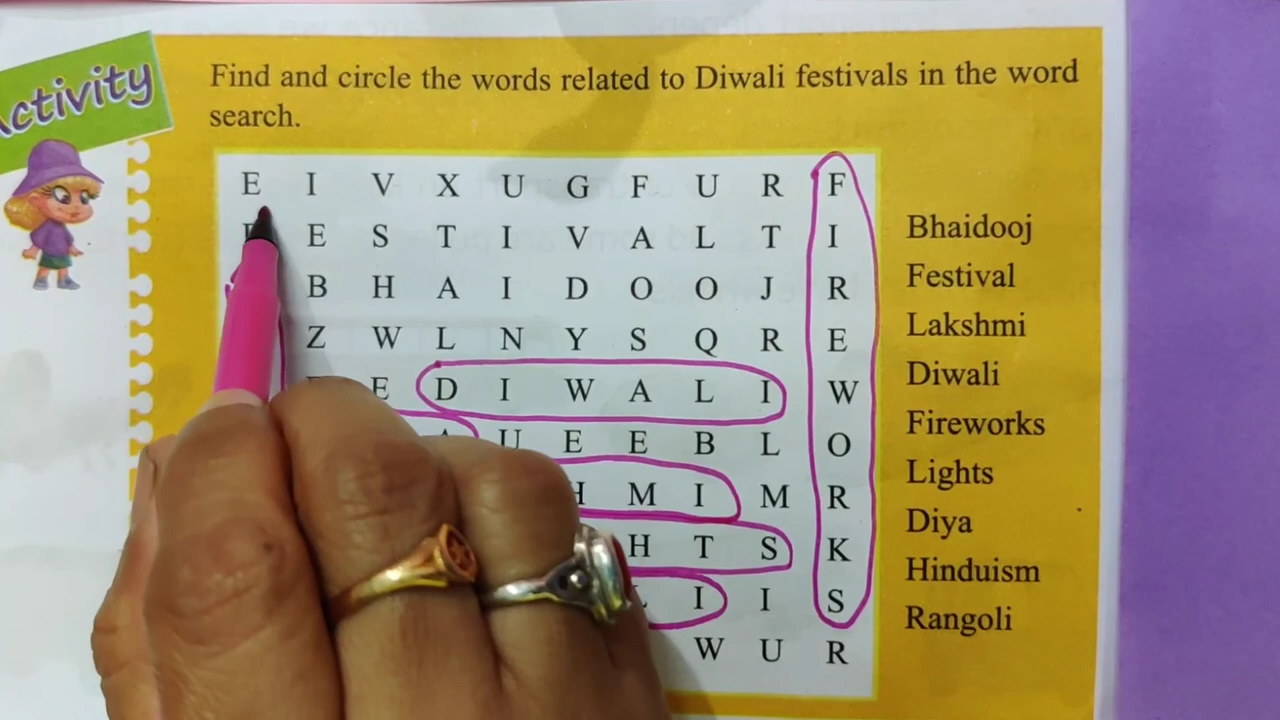 Activity
Find and circle the words related to Diwali festivals in the word
search.
E I V X U G F U R F
E S T I V A L T I
B H A I D O O J R
Z W L N Y S Q R E
E D I W A L I W
U E E B L O
H M I M R
H T S K
L I I S
W U R
Bhaidooj
Festival
Lakshmi
Diwali
Fireworks
Lights
Diya
Hinduism
Rangoli